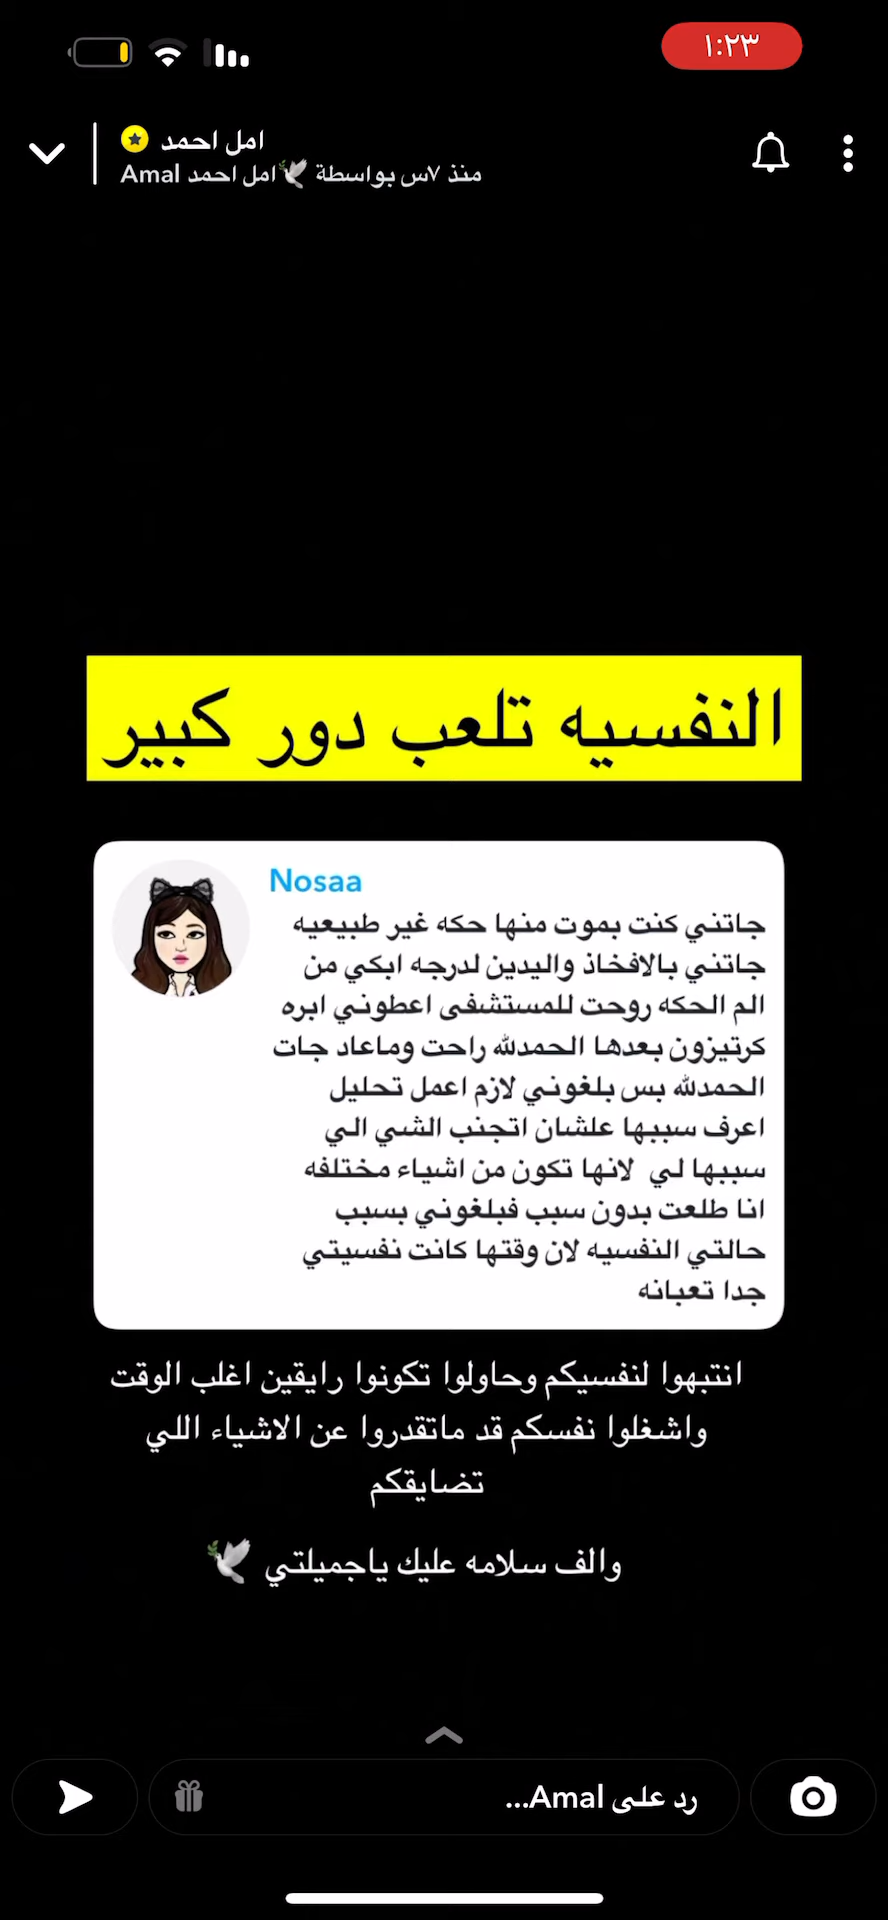 ١:٢٣
امل احمد
منذ ٧س بواسطة 🕊️امل احمد Amal
النفسيه تلعب دور كبير
Nosaa
جاتني كنت بموت منها حكه غير طبيعيه
جاتني بالافخاذ واليدين لدرجه ابكي من
الم الحكه روحت للمستشفى اعطوني ابره
كرتيزون بعدها الحمدلله راحت وماعاد جات
الحمدلله بس بلغوني لازم اعمل تحليل
اعرف سببها علشان اتجنب الشي الي
سببها لي لانها تكون من اشياء مختلفه
انا طلعت بدون سبب فبلغوني بسبب
حالتي النفسيه لان وقتها كانت نفسيتي
جدا تعبانه
انتبهوا لنفسيكم وحاولوا تكونوا رايقين اغلب الوقت
واشغلوا نفسكم قد ماتقدروا عن الاشياء اللي
تضايقكم
والف سلامه عليك ياجميلتي 🕊️
رد على Amal...